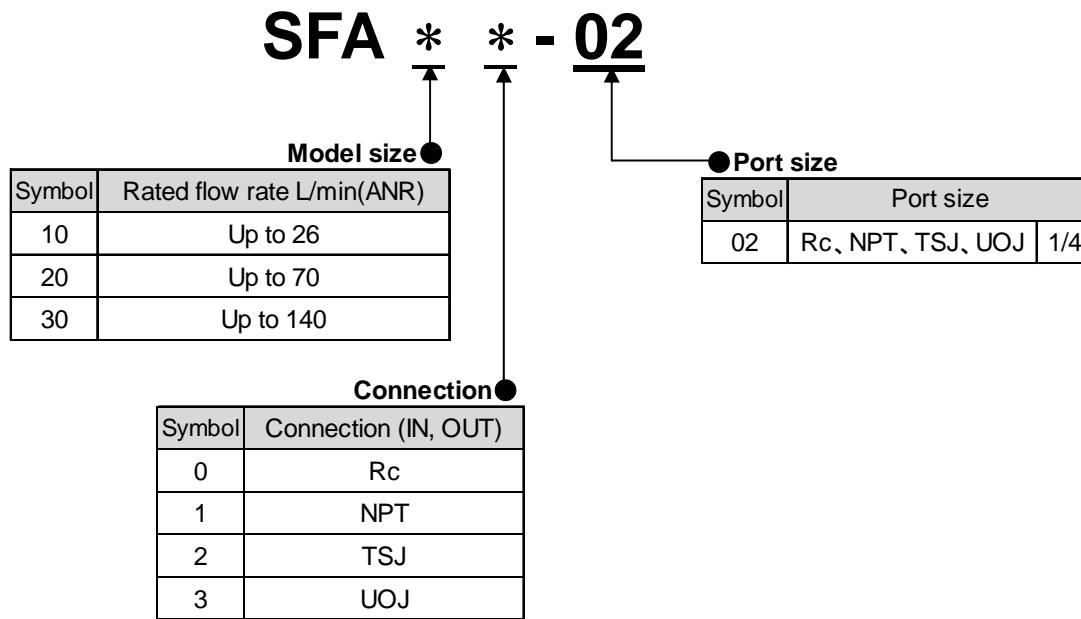 SFA * * - 02
Model size
Symbol Rated flow rate L/min(ANR)
10 Up to 26
20 Up to 70
30 Up to 140
Port size
Symbol Port size
02 Rc、NPT、TSJ、UOJ 1/4
Connection
Symbol Connection (IN, OUT)
0 Rc
1 NPT
2 TSJ
3 UOJ